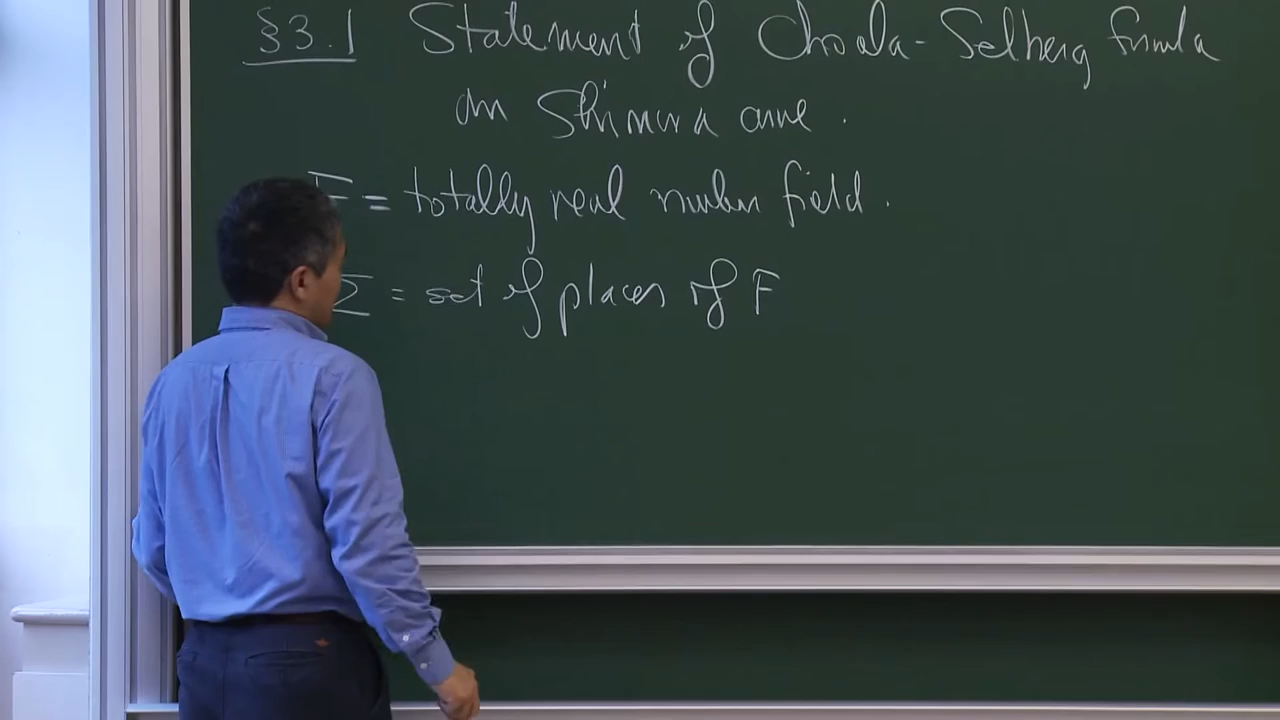 §3.1 Statement of Chowla-Selberg formula
on Shimura curve.
F = totally real number field.
Σ = set of places of F